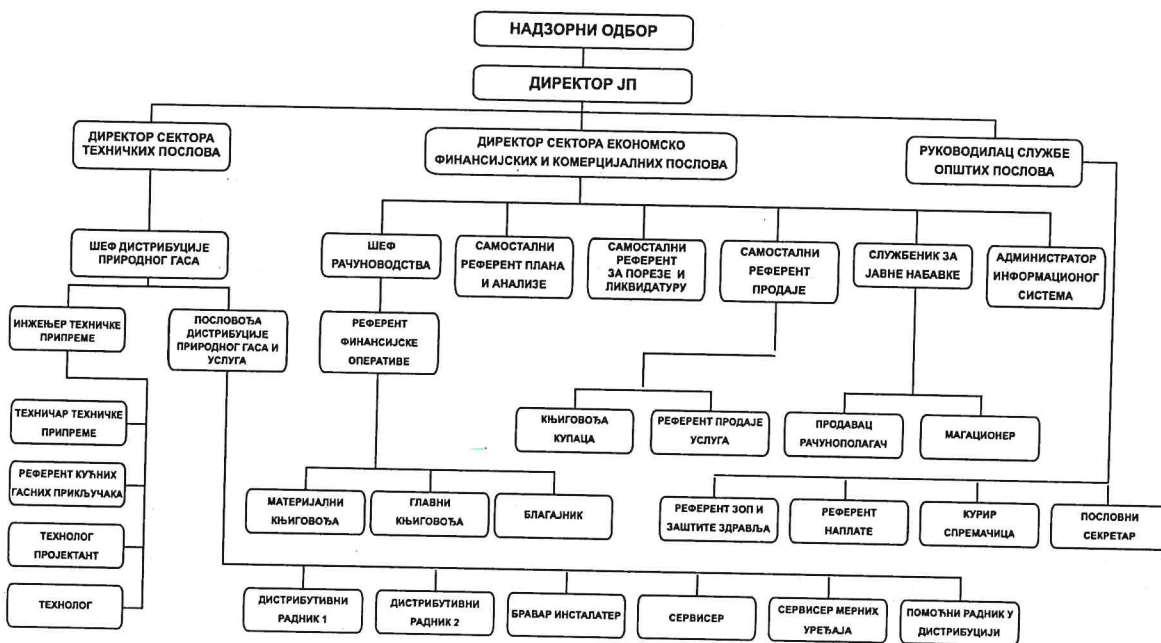 НАДЗОРНИ ОДБОР
ДИРЕКТОР ЈП
ДИРЕКТОР СЕКТОРА
ТЕХНИЧКИХ ПОСЛОВА
ДИРЕКТОР СЕКТОРА ЕКОНОМСКО
ФИНАНСИЈСКИХ И КОМЕРЦИЈАЛНИХ ПОСЛОВА
РУКОВОДИЛАЦ СЛУЖБЕ
ОПШТИХ ПОСЛОВА
ШЕФ ДИСТРИБУЦИЈЕ
ПРИРОДНОГ ГАСА
ШЕФ
РАЧУНОВОДСТВА
САМОСТАЛНИ
РЕФЕРЕНТ ПЛАНА
И АНАЛИЗЕ
САМОСТАЛНИ
РЕФЕРЕНТ
ЗА ПОРЕЗЕ И
ЛИКВИДАТУРУ
САМОСТАЛНИ
РЕФЕРЕНТ
ПРОДАЈЕ
СЛУЖБЕНИК ЗА
ЈАВНЕ НАБАВКЕ
АДМИНИСТРАТОР
ИНФОРМАЦИОНОГ
СИСТЕМА
ИНЖЕЊЕР ТЕХНИЧКЕ
ПРИПРЕМЕ
ПОСЛОВОЂА
ДИСТРИБУЦИЈЕ
ПРИРОДНОГ ГАСА И
УСЛУГА
РЕФЕРЕНТ
ФИНАНСИЈСКЕ
ОПЕРАТИВЕ
ТЕХНИЧАР ТЕХНИЧКЕ
ПРИПРЕМЕ
КЊИГОВОЂА
КУПАЦА
РЕФЕРЕНТ ПРОДАЈЕ
УСЛУГА
ПРОДАВАЦ
РАЧУНОПОЛАГАЧ
МАГАЦИОНЕР
РЕФЕРЕНТ КУЋНИХ
ГАСНИХ ПРИКЉУЧАКА
МАТЕРИЈАЛНИ
КЊИГОВОЂА
ГЛАВНИ
КЊИГОВОЂА
БЛАГАЈНИК
РЕФЕРЕНТ ЗОП И
ЗАШТИТЕ ЗДРАВЉА
РЕФЕРЕНТ
НАПЛАТЕ
КУРИР
СПРЕМАЧИЦА
ПОСЛОВНИ
СЕКРЕТАР
ТЕХНОЛОГ
ПРОЈЕКТАНТ
ТЕХНОЛОГ
ДИСТРИБУТИВНИ
РАДНИК 1
ДИСТРИБУТИВНИ
РАДНИК 2
БРАВАР ИНСТАЛАТЕР
СЕРВИСЕР
СЕРВИСЕР МЕРНИХ
УРЕЂАЈА
ПОМОЋНИ РАДНИК У
ДИСТРИБУЦИЈИ